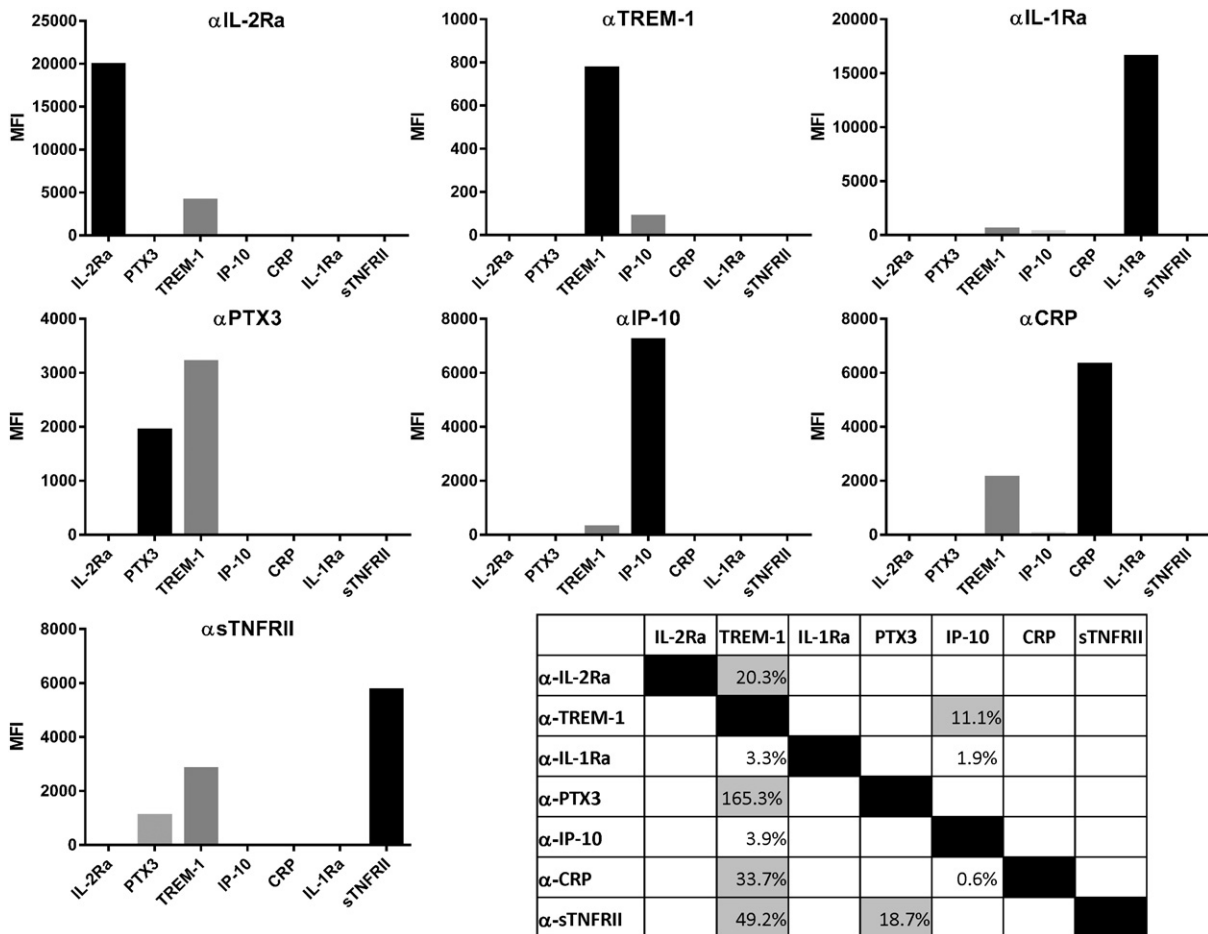 αIL-2Ra
MFI
25000
20000
15000
10000
5000
0
IL-2Ra PTX3 TREM-1 IP-10 CRP IL-1Ra sTNFRII
αTREM-1
MFI
1000
800
600
400
200
0
IL-2Ra PTX3 TREM-1 IP-10 CRP IL-1Ra sTNFRII
αIL-1Ra
MFI
20000
15000
10000
5000
0
IL-2Ra PTX3 TREM-1 IP-10 CRP IL-1Ra sTNFRII
αPTX3
MFI
4000
3000
2000
1000
0
IL-2Ra PTX3 TREM-1 IP-10 CRP IL-1Ra sTNFRII
αIP-10
MFI
8000
6000
4000
2000
0
IL-2Ra PTX3 TREM-1 IP-10 CRP IL-1Ra sTNFRII
αCRP
MFI
8000
6000
4000
2000
0
IL-2Ra PTX3 TREM-1 IP-10 CRP IL-1Ra sTNFRII
αsTNFRII
MFI
8000
6000
4000
2000
0
IL-2Ra PTX3 TREM-1 IP-10 CRP IL-1Ra sTNFRII
IL-2Ra TREM-1 IL-1Ra PTX3 IP-10 CRP sTNFRII
α-IL-2Ra 20.3%
α-TREM-1 11.1%
α-IL-1Ra 3.3% 1.9%
α-PTX3 165.3%
α-IP-10 3.9%
α-CRP 33.7% 0.6%
α-sTNFRII 49.2% 18.7%